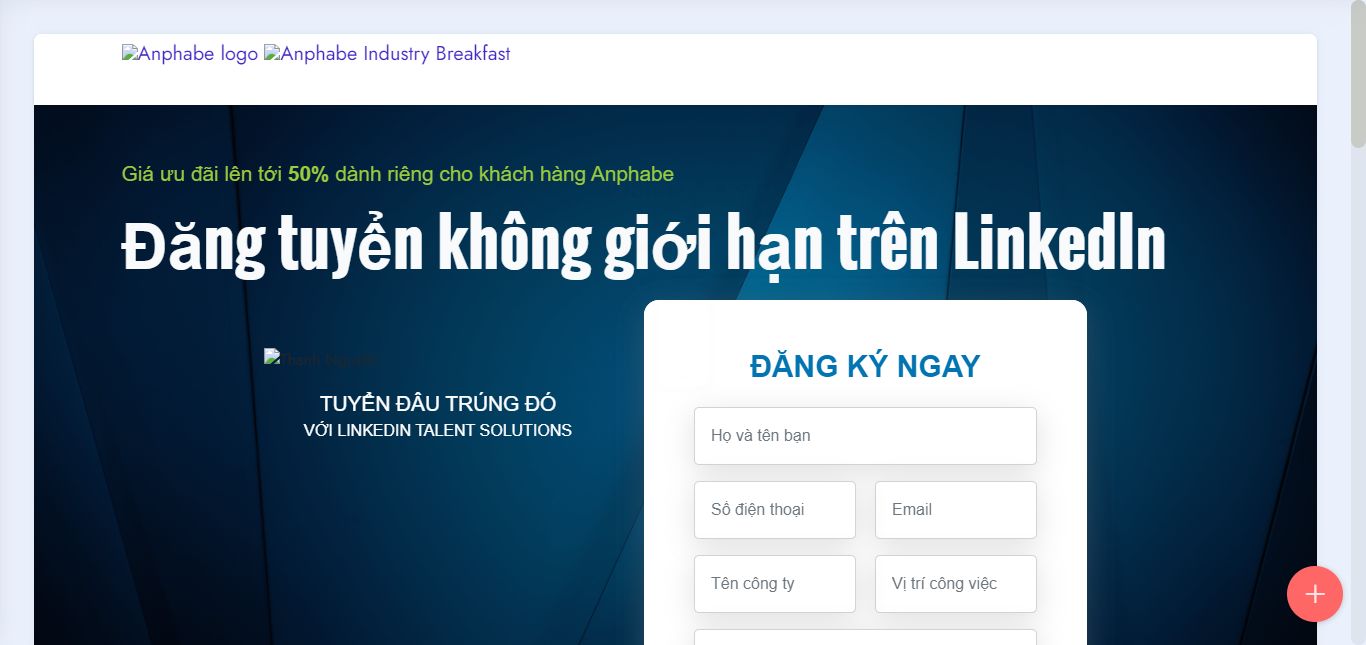 Anphabe logo Anphabe Industry Breakfast
Giá ưu đãi lên tới 50% dành riêng cho khách hàng Anphabe
Đăng tuyển không giới hạn trên LinkedIn
Thanh Nguyễn
TUYỂN ĐÂU TRÚNG ĐÓ
VỚI LINKEDIN TALENT SOLUTIONS
ĐĂNG KÝ NGAY
Họ và tên bạn
Số điện thoại
Email
Tên công ty
Vị trí công việc